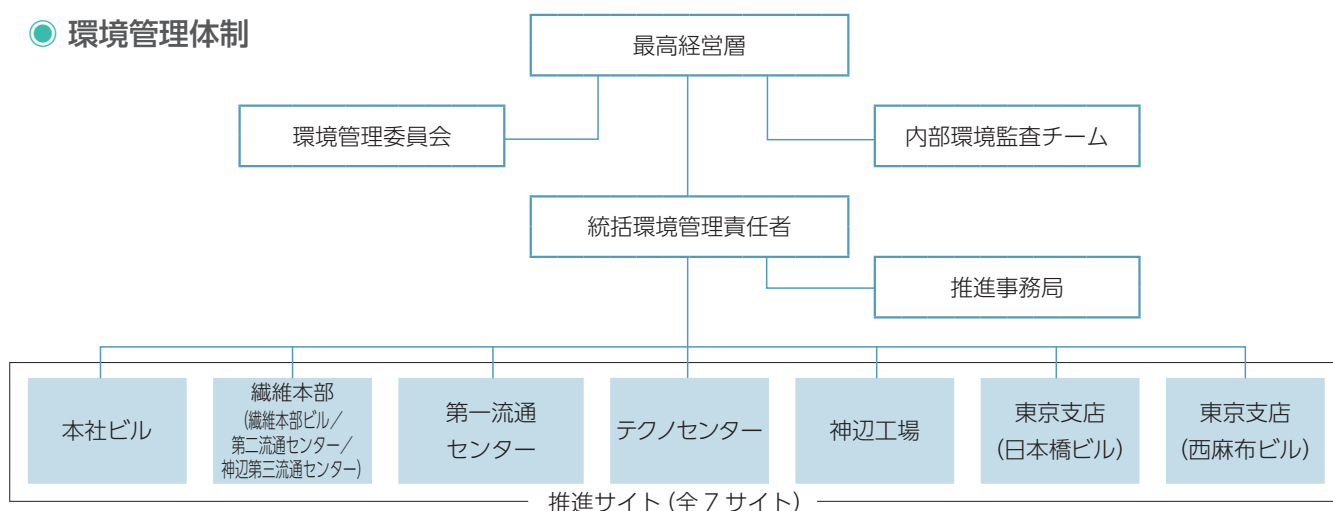 環境管理体制
最高経営層
環境管理委員会
内部環境監査チーム
統括環境管理責任者
推進事務局
本社ビル
繊維本部
(繊維本部ビル/
第二流通センター/
神辺第三流通センター)
第一流通
センター
テクノセンター
神辺工場
東京支店
(日本橋ビル)
東京支店
(西麻布ビル)
推進サイト(全7サイト)